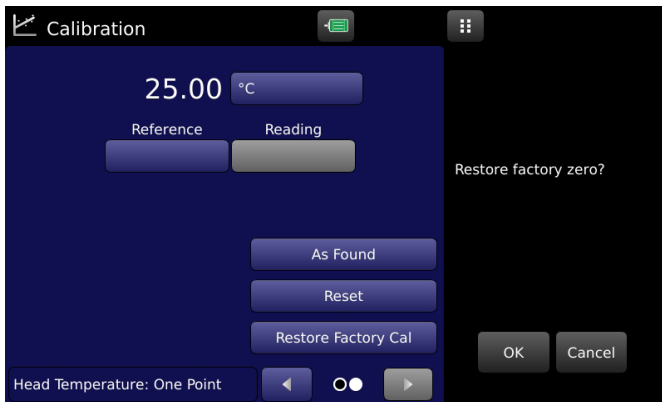 Calibration
25.00 °C
Reference Reading
As Found
Reset
Restore Factory Cal
Head Temperature: One Point
Restore factory zero?
OK Cancel